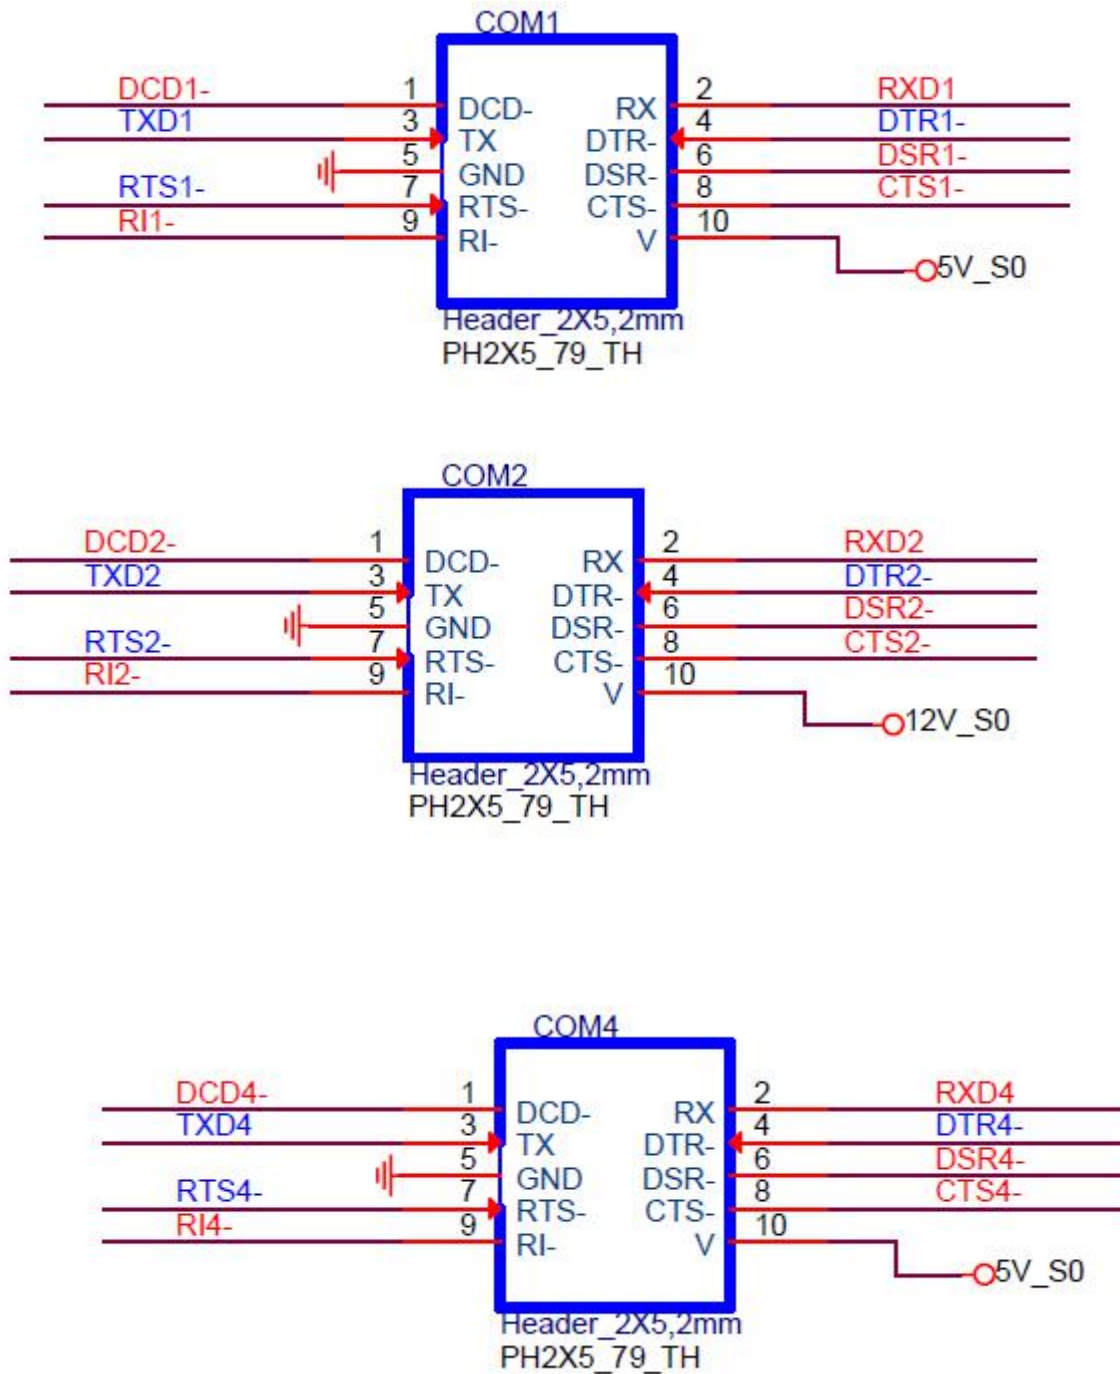 COM1
DCD1- 1 DCD- RX 2 RXD1
TXD1 3 TX DTR- 4 DTR1-
5 GND DSR- 6 DSR1-
RTS1- 7 RTS- CTS- 8 CTS1-
RI1- 9 RI- V 10
5V_S0
Header_2X5,2mm
PH2X5_79_TH
COM2
DCD2- 1 DCD- RX 2 RXD2
TXD2 3 TX DTR- 4 DTR2-
5 GND DSR- 6 DSR2-
RTS2- 7 RTS- CTS- 8 CTS2-
RI2- 9 RI- V 10
12V_S0
Header_2X5,2mm
PH2X5_79_TH
COM4
DCD4- 1 DCD- RX 2 RXD4
TXD4 3 TX DTR- 4 DTR4-
5 GND DSR- 6 DSR4-
RTS4- 7 RTS- CTS- 8 CTS4-
RI4- 9 RI- V 10
5V_S0
Header_2X5,2mm
PH2X5_79_TH